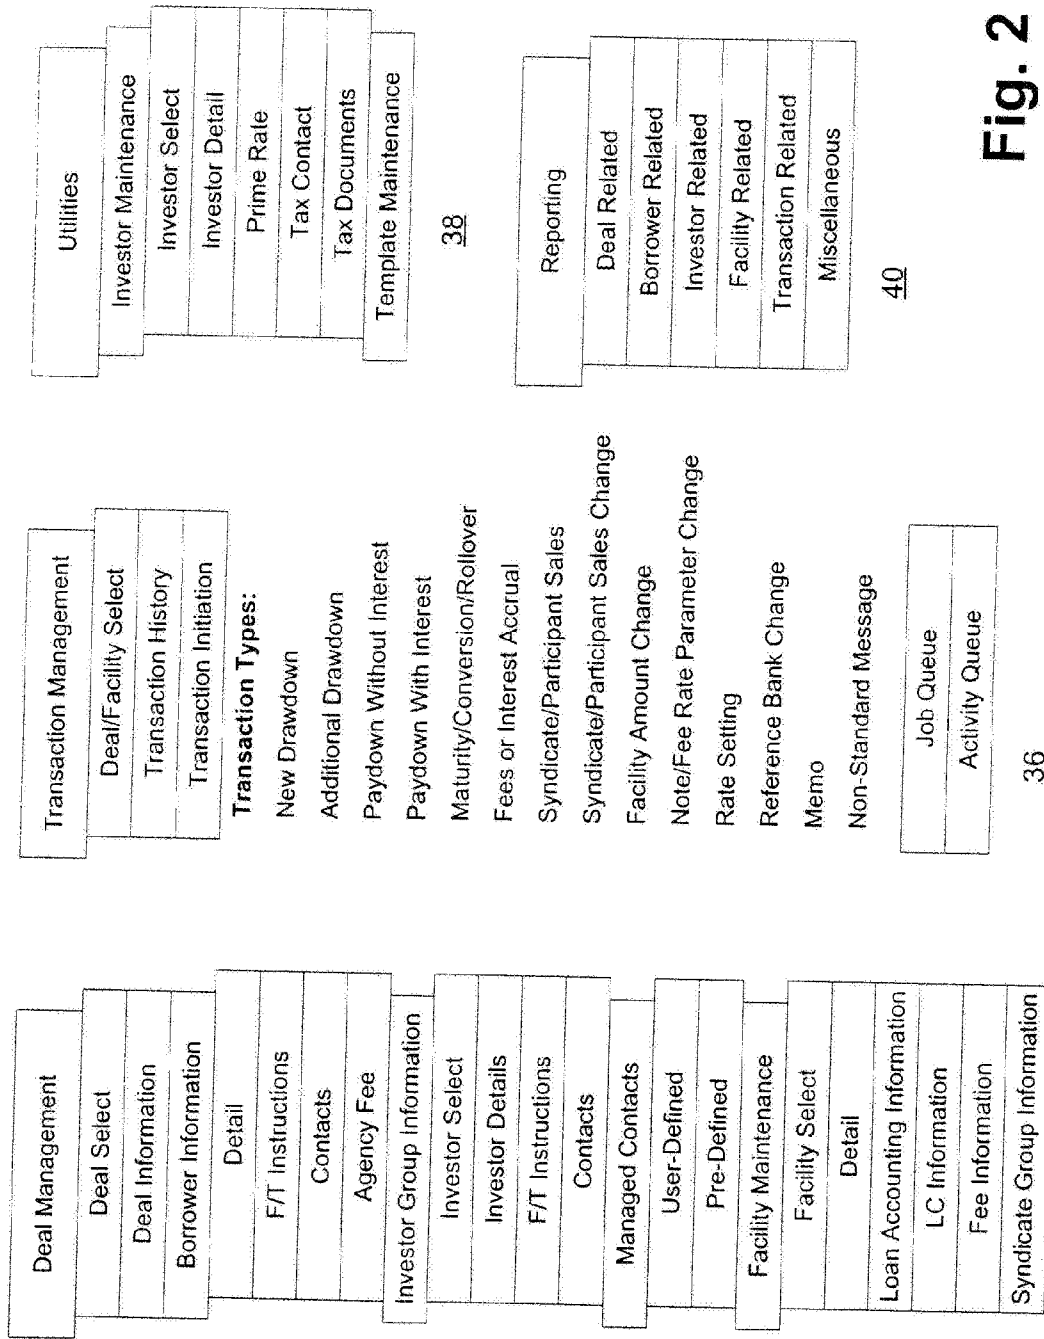 Deal Management
Deal Select
Deal Information
Borrower Information
Detail
F/T Instructions
Contacts
Agency Fee
Investor Group Information
Investor Select
Investor Details
F/T Instructions
Contacts
Managed Contacts
User-Defined
Pre-Defined
Facility Maintenance
Facility Select
Detail
Loan Accounting Information
LC Information
Fee Information
Syndicate Group Information
Transaction Management
Deal/Facility Select
Transaction History
Transaction Initiation
Transaction Types:
New Drawdown
Additional Drawdown
Paydown Without Interest
Paydown With Interest
Maturity/Conversion/Rollover
Fees or Interest Accrual
Syndicate/Participant Sales
Syndicate/Participant Sales Change
Facility Amount Change
Note/Fee Rate Parameter Change
Rate Setting
Reference Bank Change
Memo
Non-Standard Message
Job Queue
Activity Queue
36
Utilities
Investor Maintenance
Investor Select
Investor Detail
Prime Rate
Tax Contact
Tax Documents
Template Maintenance
38
Reporting
Deal Related
Borrower Related
Investor Related
Facility Related
Transaction Related
Miscellaneous
40
Fig. 2